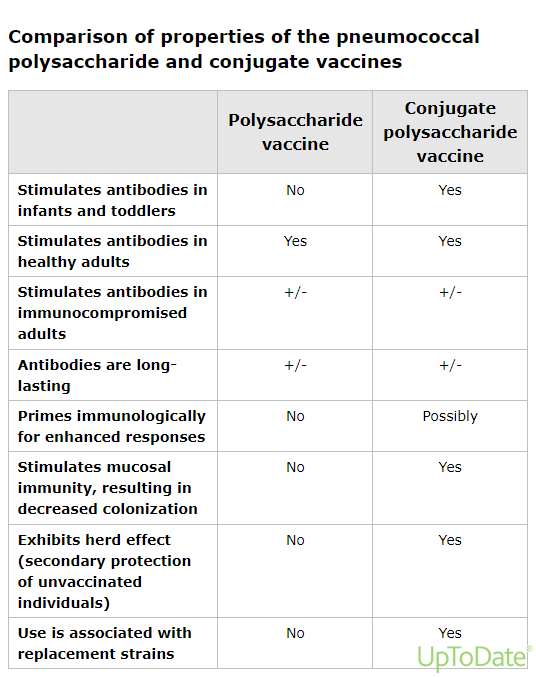 Comparison of properties of the pneumococcal
polysaccharide and conjugate vaccines
Polysaccharide
vaccine
Conjugate
polysaccharide
vaccine
Stimulates antibodies in
infants and toddlers
No
Yes
Stimulates antibodies in
healthy adults
Yes
Yes
Stimulates antibodies in
immunocompromised
adults
+/-
+/-
Antibodies are long-
lasting
+/-
+/-
Primes immunologically
for enhanced responses
No
Possibly
Stimulates mucosal
immunity, resulting in
decreased colonization
No
Yes
Exhibits herd effect
(secondary protection
of unvaccinated
individuals)
No
Yes
Use is associated with
replacement strains
No
Yes
UpToDate®